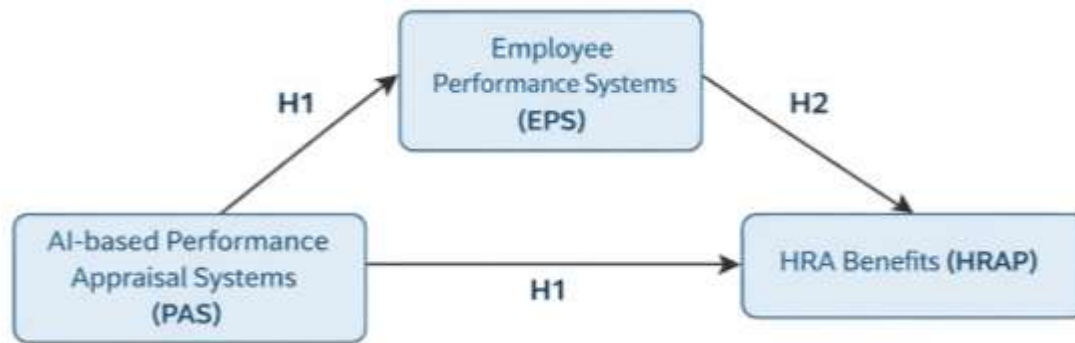 Employee
Performance Systems
(EPS)
H1
H2
AI-based Performance
Appraisal Systems
(PAS)
H1
HRA Benefits (HRAP)